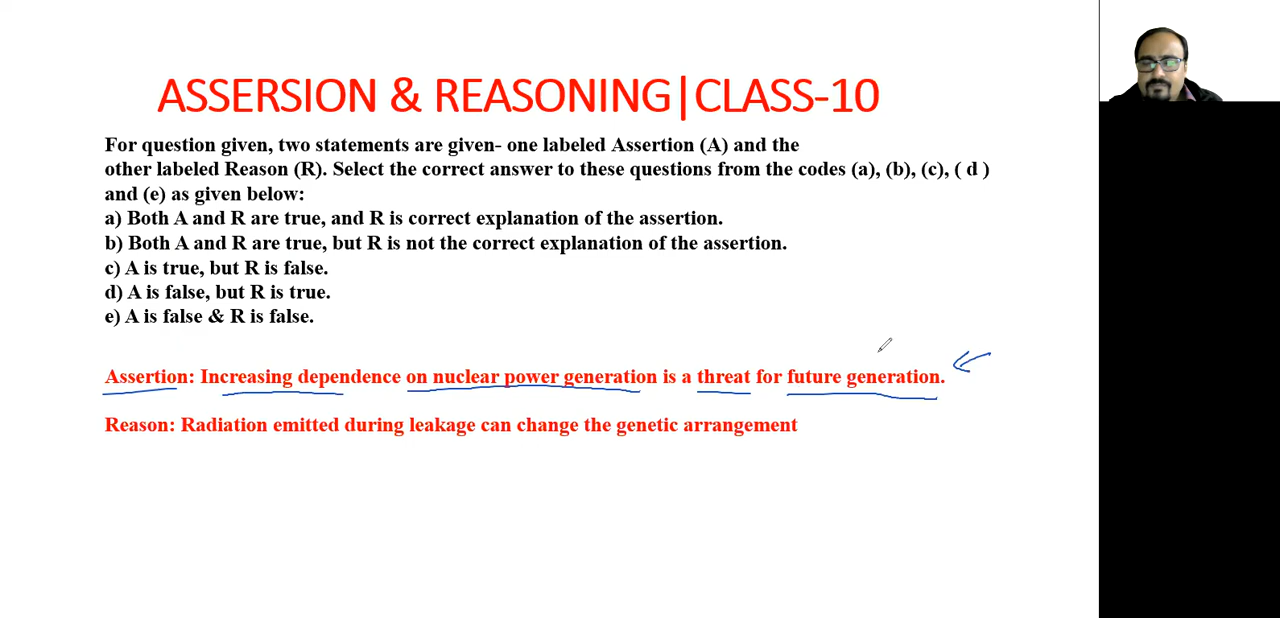 ASSERSION & REASONING|CLASS-10
For question given, two statements are given- one labeled Assertion (A) and the
other labeled Reason (R). Select the correct answer to these questions from the codes (a), (b), (c), ( d )
and (e) as given below:
a) Both A and R are true, and R is correct explanation of the assertion.
b) Both A and R are true, but R is not the correct explanation of the assertion.
c) A is true, but R is false.
d) A is false, but R is true.
e) A is false & R is false.
Assertion: Increasing dependence on nuclear power generation is a threat for future generation.
Reason: Radiation emitted during leakage can change the genetic arrangement